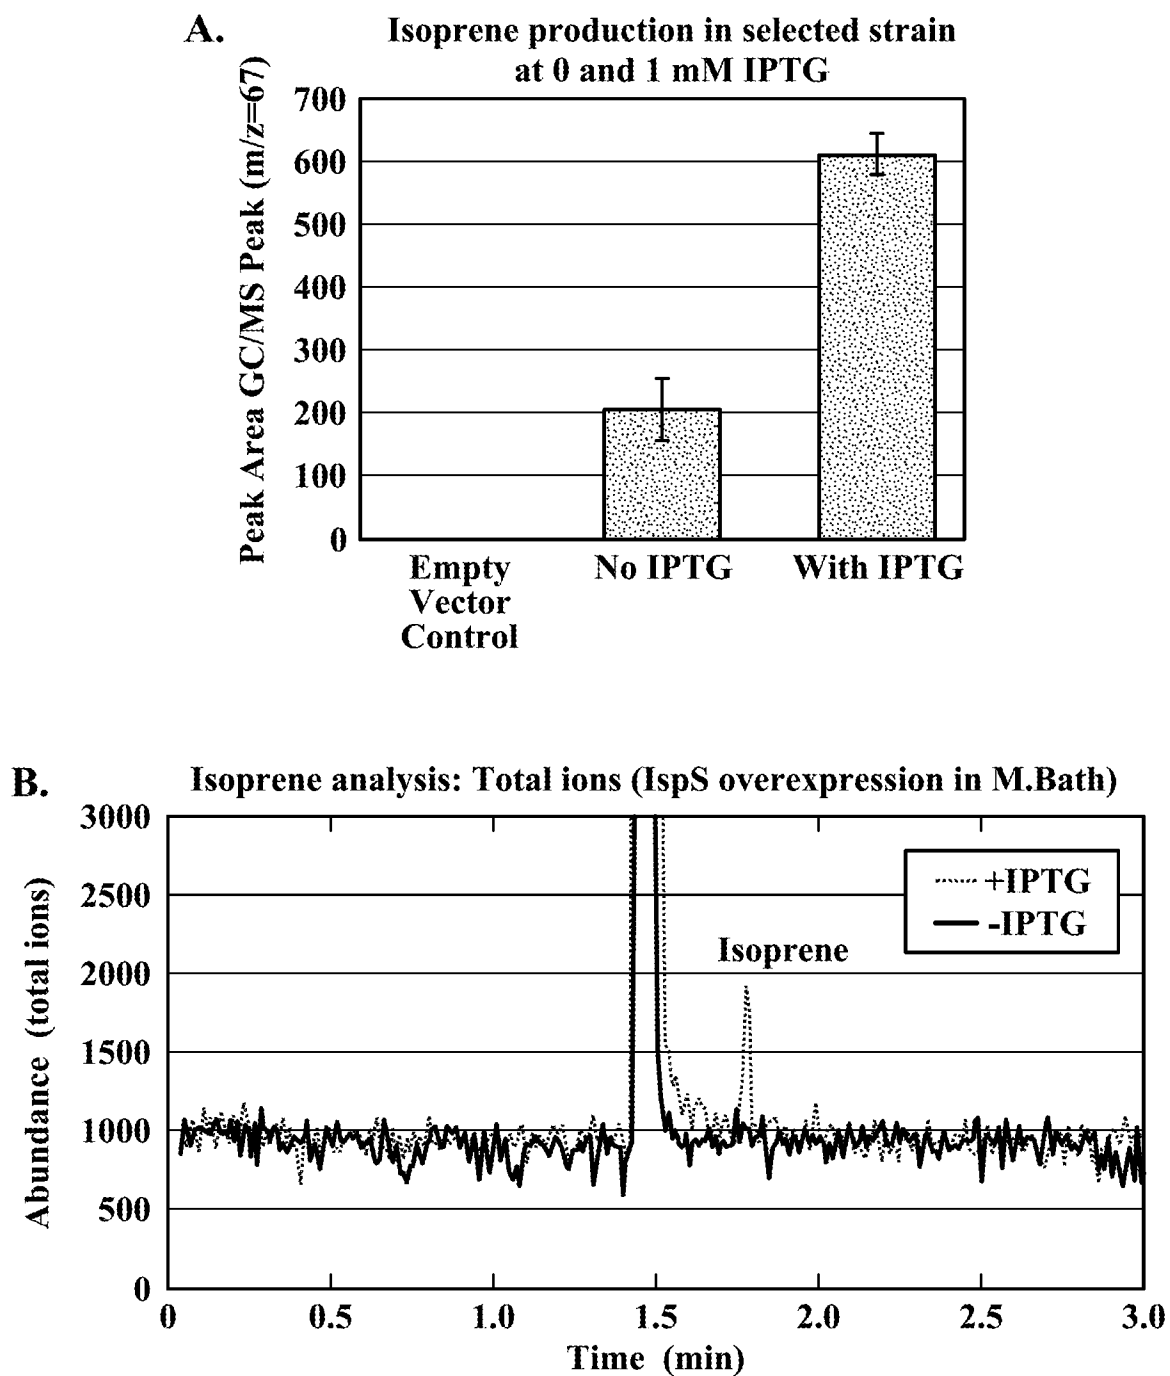 A.
Isoprene production in selected strain
at 0 and 1 mM IPTG
Peak Area GC/MS Peak (m/z=67)
700
600
500
400
300
200
100
0
Empty
Vector
Control
No IPTG
With IPTG
B.
Isoprene analysis: Total ions (IspS overexpression in M.Bath)
Abundance (total ions)
3000
2500
2000
1500
1000
500
0
+IPTG
-IPTG
Isoprene
0 0.5 1.0 1.5 2.0 2.5 3.0
Time (min)